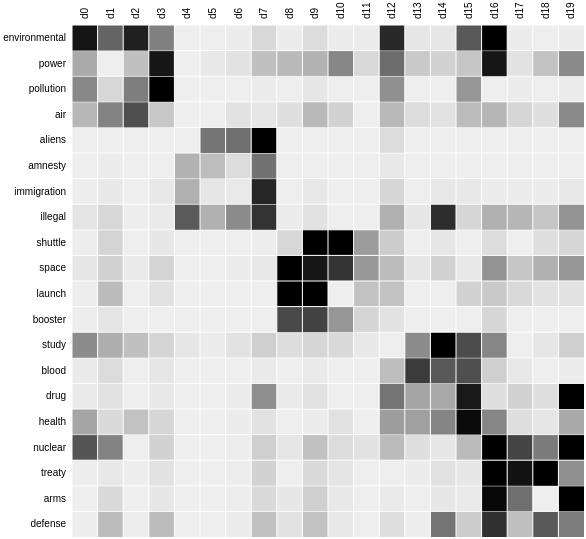 d0 d1 d2 d3 d4 d5 d6 d7 d8 d9 d10 d11 d12 d13 d14 d15 d16 d17 d18 d19
environmental
power
pollution
air
aliens
amnesty
immigration
illegal
shuttle
space
launch
booster
study
blood
drug
health
nuclear
treaty
arms
defense